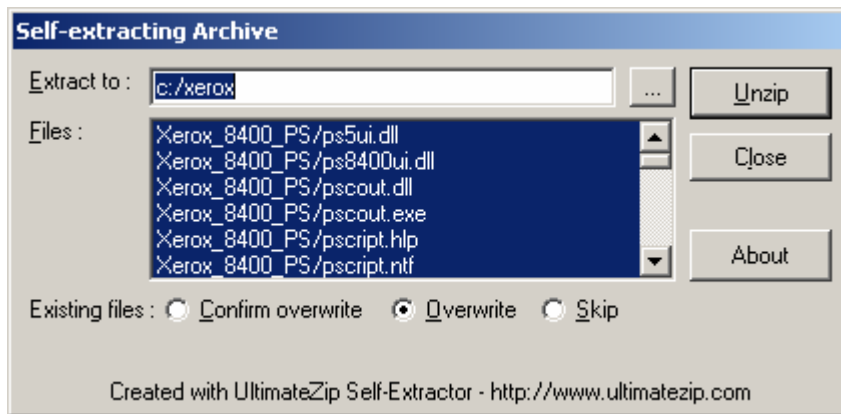 Self-extracting Archive
Extract to : c:/xerox ... Unzip
Files : Xerox_8400_PS/ps5ui.dll
Xerox_8400_PS/ps8400ui.dll Close
Xerox_8400_PS/pscout.dll
Xerox_8400_PS/pscout.exe
Xerox_8400_PS/pscript.hlp
Xerox_8400_PS/pscript.ntf About
Existing files : Confirm overwrite Overwrite Skip
Created with UltimateZip Self-Extractor - http://www.ultimatezip.com